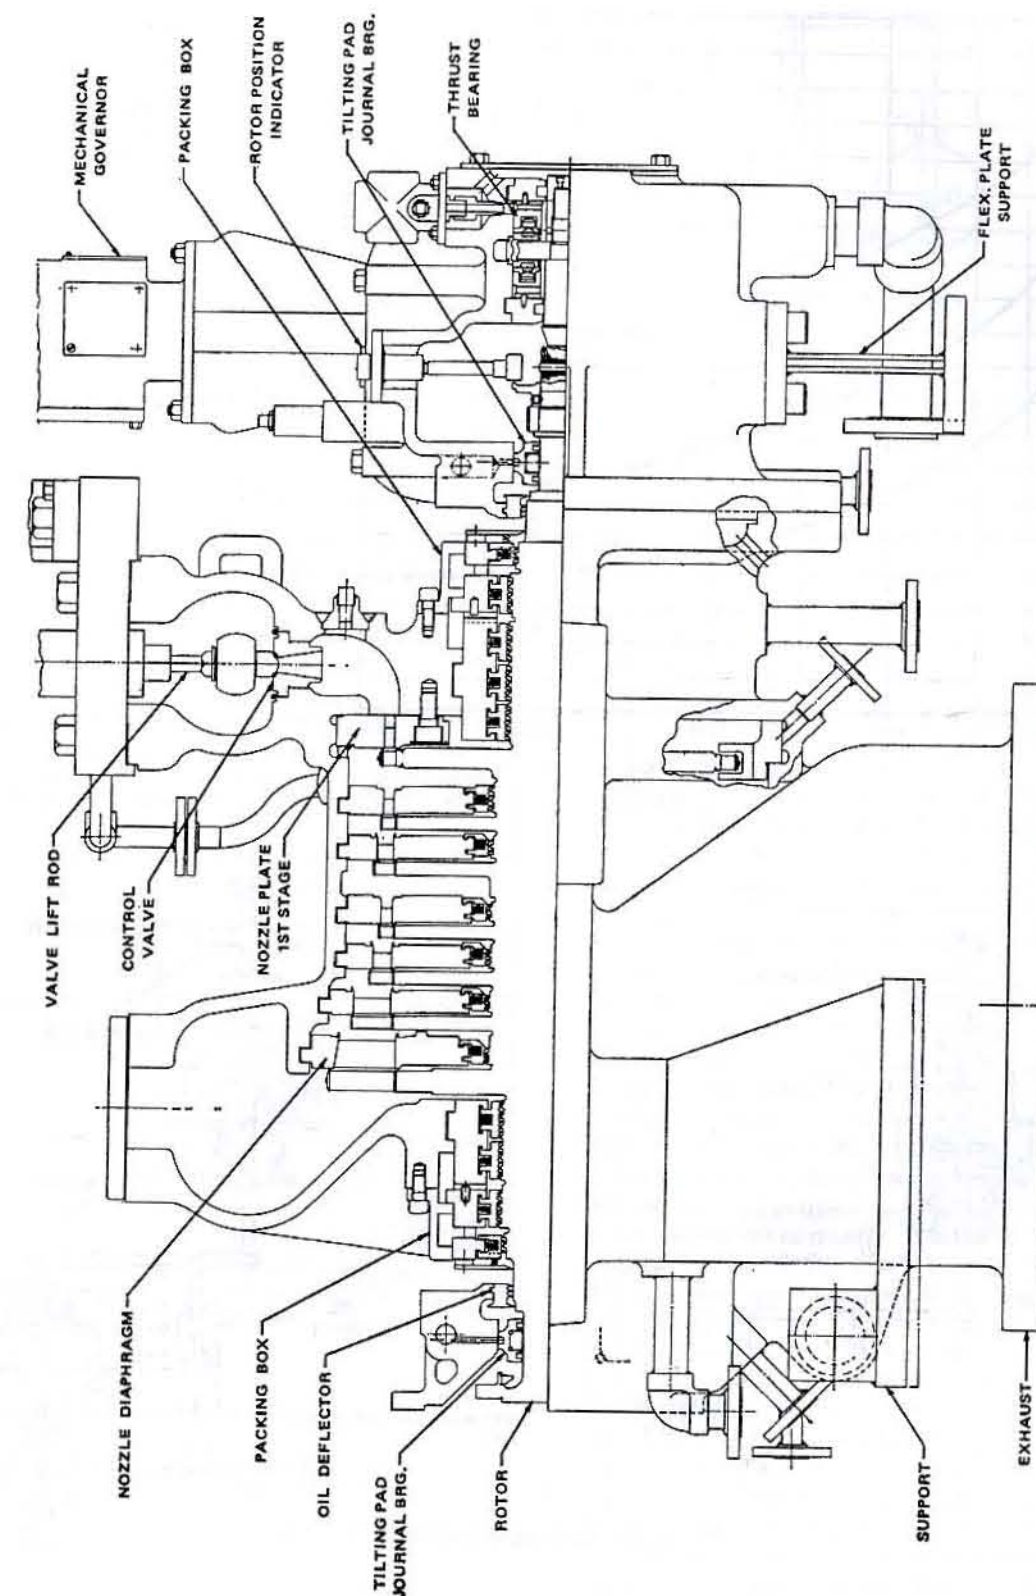 MECHANICAL
GOVERNOR
PACKING BOX
ROTOR POSITION
INDICATOR
TILTING PAD
JOURNAL BRG.
THRUST
BEARING
FLEX. PLATE
SUPPORT
VALVE LIFT ROD
CONTROL
VALVE
NOZZLE PLATE
1ST STAGE
NOZZLE DIAPHRAGM
PACKING BOX
OIL DEFLECTOR
TILTING PAD
JOURNAL BRG.
ROTOR
SUPPORT
EXHAUST